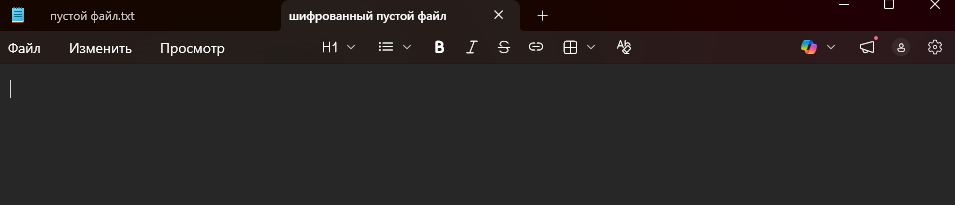 пустой файл.txt шифрованный пустой файл
Файл Изменить Просмотр H1 B I S